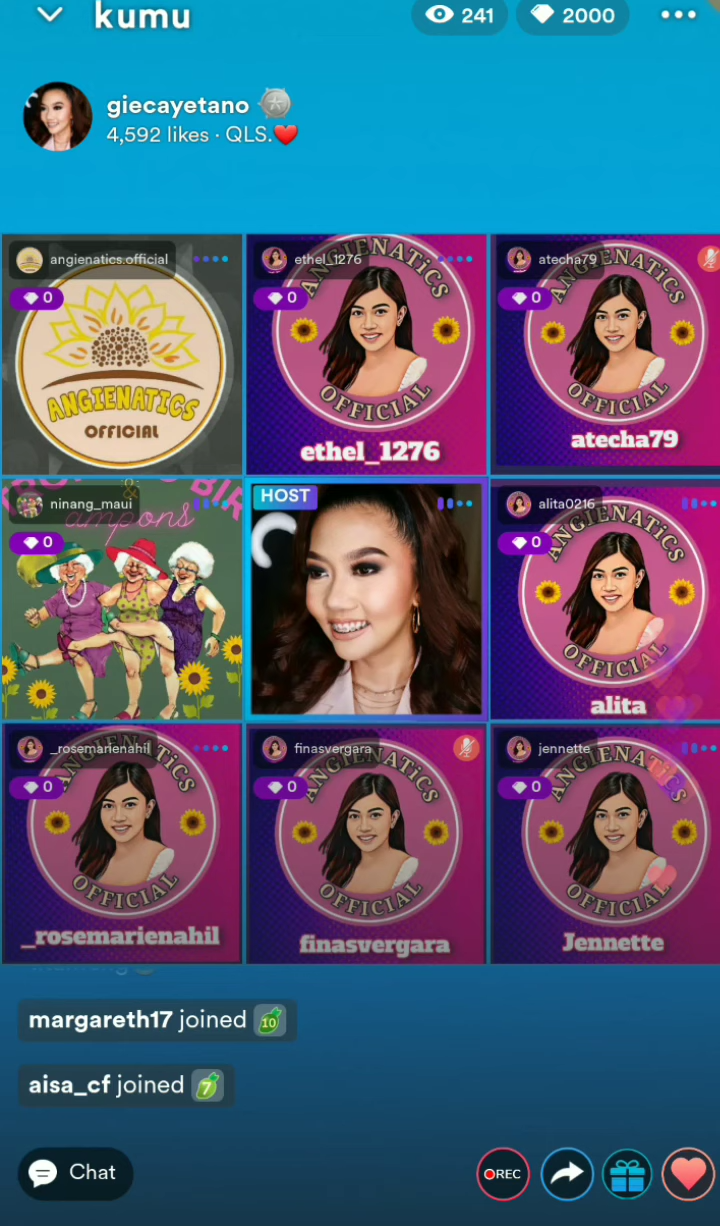 kumu
241
2000
giecayetano
4,592 likes · QLS.❤️
angienatics.official
0
ANGIENATICS
OFFICIAL
ethel_1276
0
ANGIENATiCS
OFFICIAL
ethel_1276
atecha79
0
ANGIENATiCS
OFFICIAL
atecha79
ninang_maui
0
ampons
HOST
alita0216
0
ANGIENATiCS
OFFICIAL
alita
_rosemarienahil
0
ANGIENATiCS
OFFICIAL
_rosemarienahil
finasvergara
0
ANGIENATiCS
OFFICIAL
finasvergara
jennette
0
ANGIENATiCS
OFFICIAL
Jennette
margareth17 joined 10
aisa_cf joined 7
Chat
REC